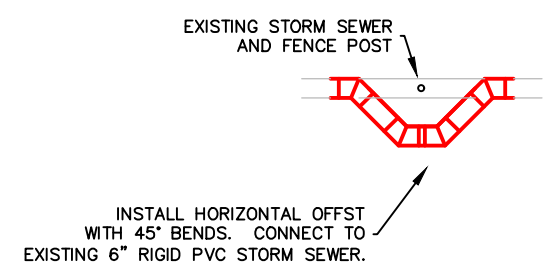 EXISTING STORM SEWER
AND FENCE POST
INSTALL HORIZONTAL OFFST
WITH 45° BENDS. CONNECT TO
EXISTING 6" RIGID PVC STORM SEWER.